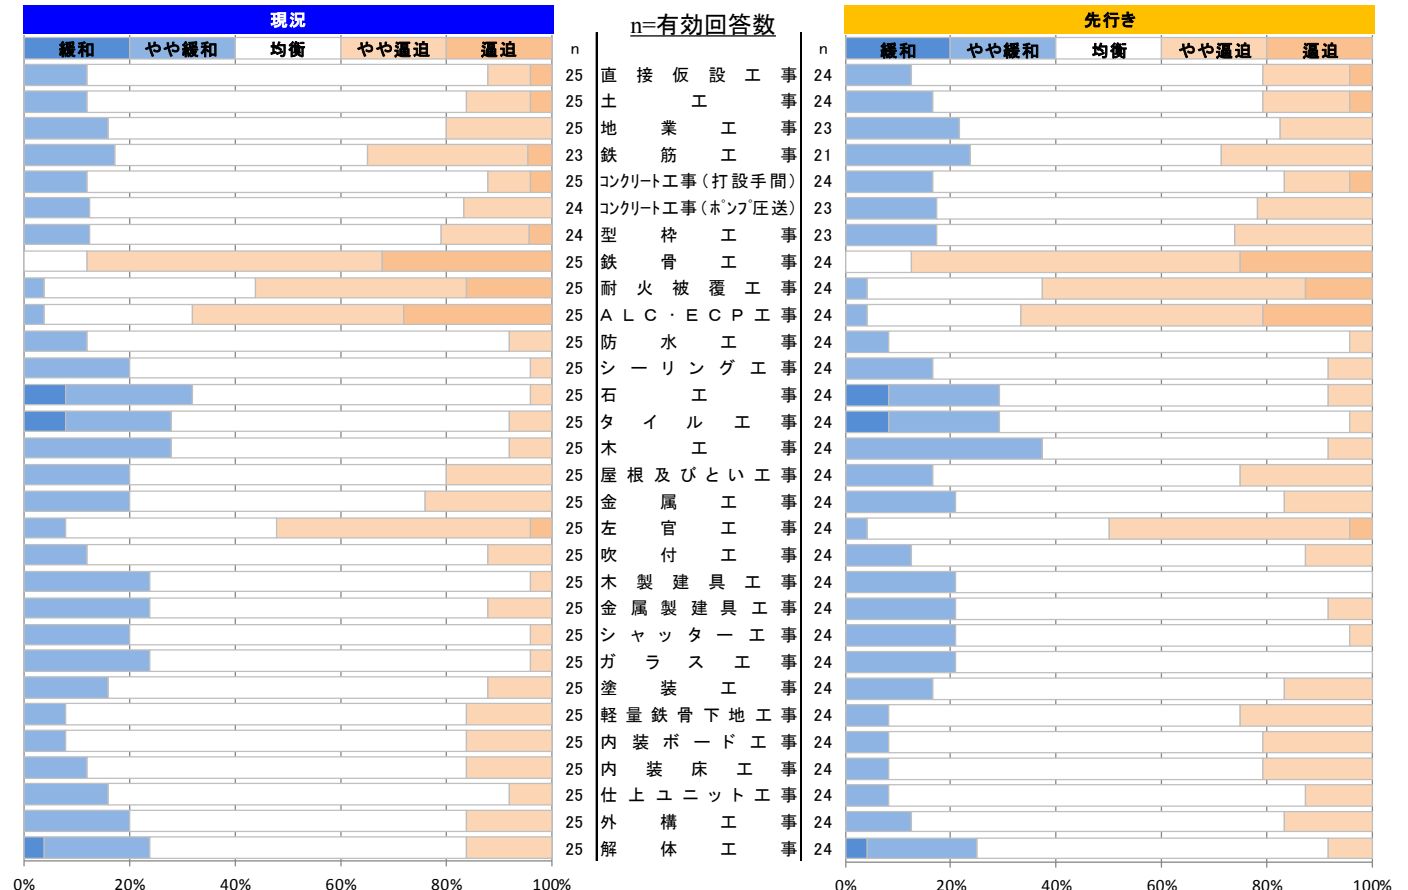 現況 n=有効回答数 先行き
緩和 やや緩和 均衡 やや逼迫 逼迫 n n 緩和 やや緩和 均衡 やや逼迫 逼迫
25 直接仮設工事 24
25 土工事 24
25 地業工事 23
23 鉄筋工事 21
25 コンクリート工事(打設手間) 24
24 コンクリート工事(ポンプ圧送) 23
24 型枠工事 23
25 鉄骨工事 24
25 耐火被覆工事 24
25 ALC・ECP工事 24
25 防水工事 24
25 シーリング工事 24
25 石工事 24
25 タイル工事 24
25 木工事 24
25 屋根及びとい工事 24
25 金属工事 24
25 左官工事 24
25 吹付工事 24
25 木製建具工事 24
25 金属製建具工事 24
25 シャッター工事 24
25 ガラス工事 24
25 塗装工事 24
25 軽量鉄骨下地工事 24
25 内装ボード工事 24
25 内装床工事 24
25 仕上ユニット工事 24
25 外構工事 24
25 解体工事 24
0% 20% 40% 60% 80% 100% 0% 20% 40% 60% 80% 100%